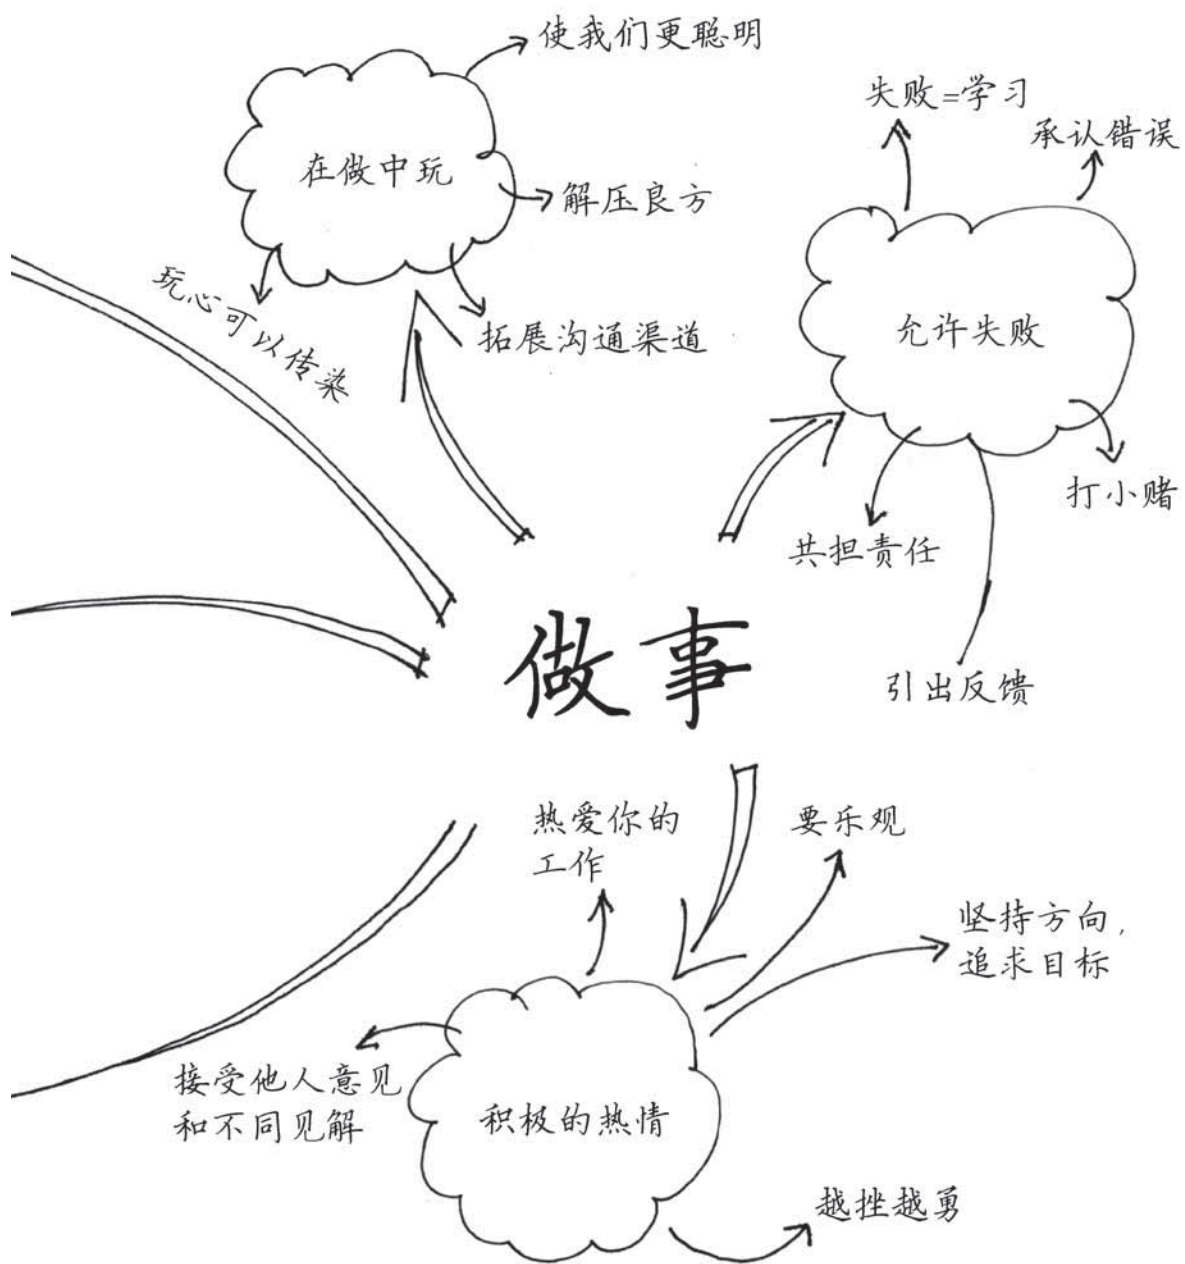 使我们更聪明
在做中玩
解压良方
玩心可以传染
拓展沟通渠道
失败=学习
承认错误
允许失败
打小赌
共担责任
引出反馈
做事
热爱你的
工作
要乐观
坚持方向，
追求目标
接受他人意见
和不同见解
积极的热情
越挫越勇